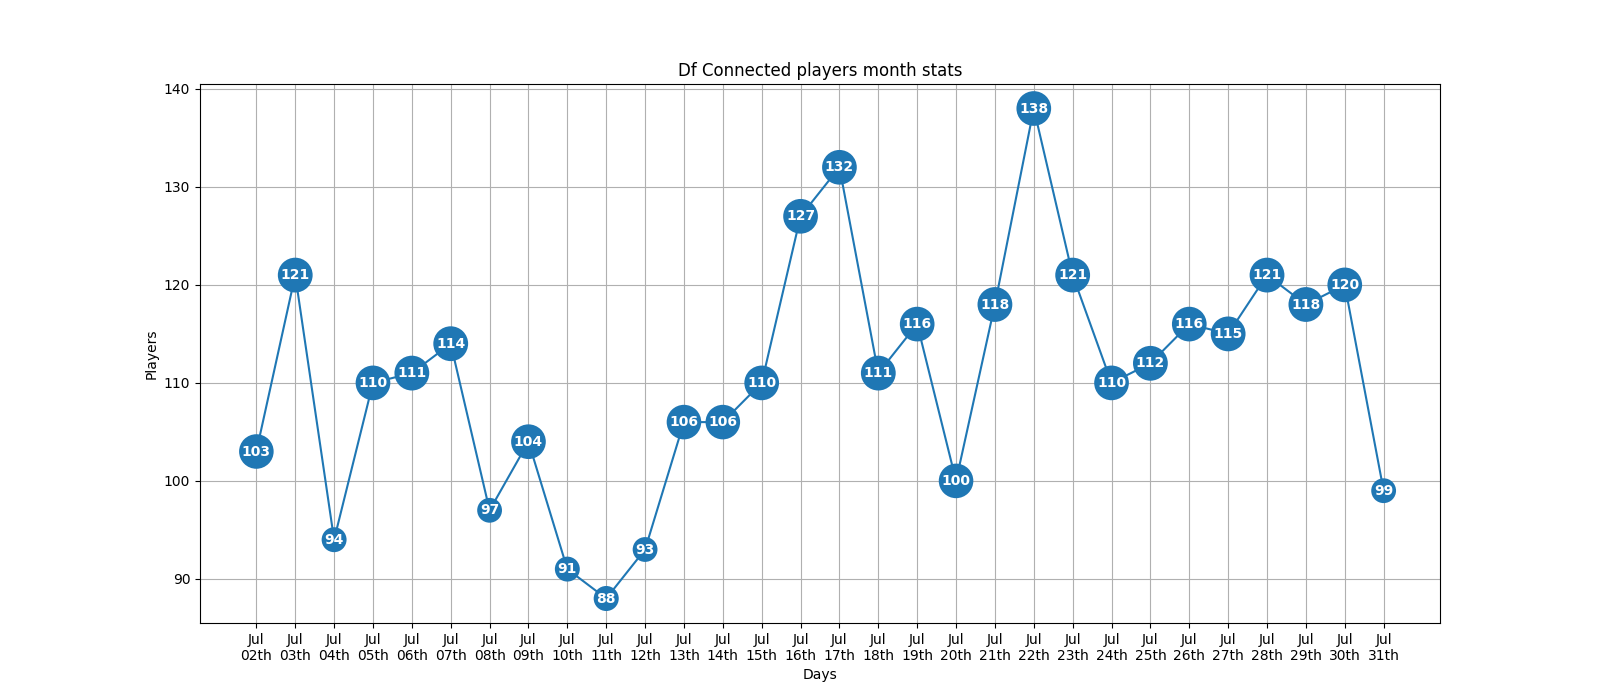 Df Connected players month stats
140
130
120
110
100
90
Players
103
121
94
110
111
114
97
104
91
88
93
106
106
110
127
132
111
116
100
118
138
121
110
112
116
115
121
118
120
99
Jul
02th
Jul
03th
Jul
04th
Jul
05th
Jul
06th
Jul
07th
Jul
08th
Jul
09th
Jul
10th
Jul
11th
Jul
12th
Jul
13th
Jul
14th
Jul
15th
Jul
16th
Jul
17th
Jul
18th
Jul
19th
Jul
20th
Jul
21th
Jul
22th
Jul
23th
Jul
24th
Jul
25th
Jul
26th
Jul
27th
Jul
28th
Jul
29th
Jul
30th
Jul
31th
Days